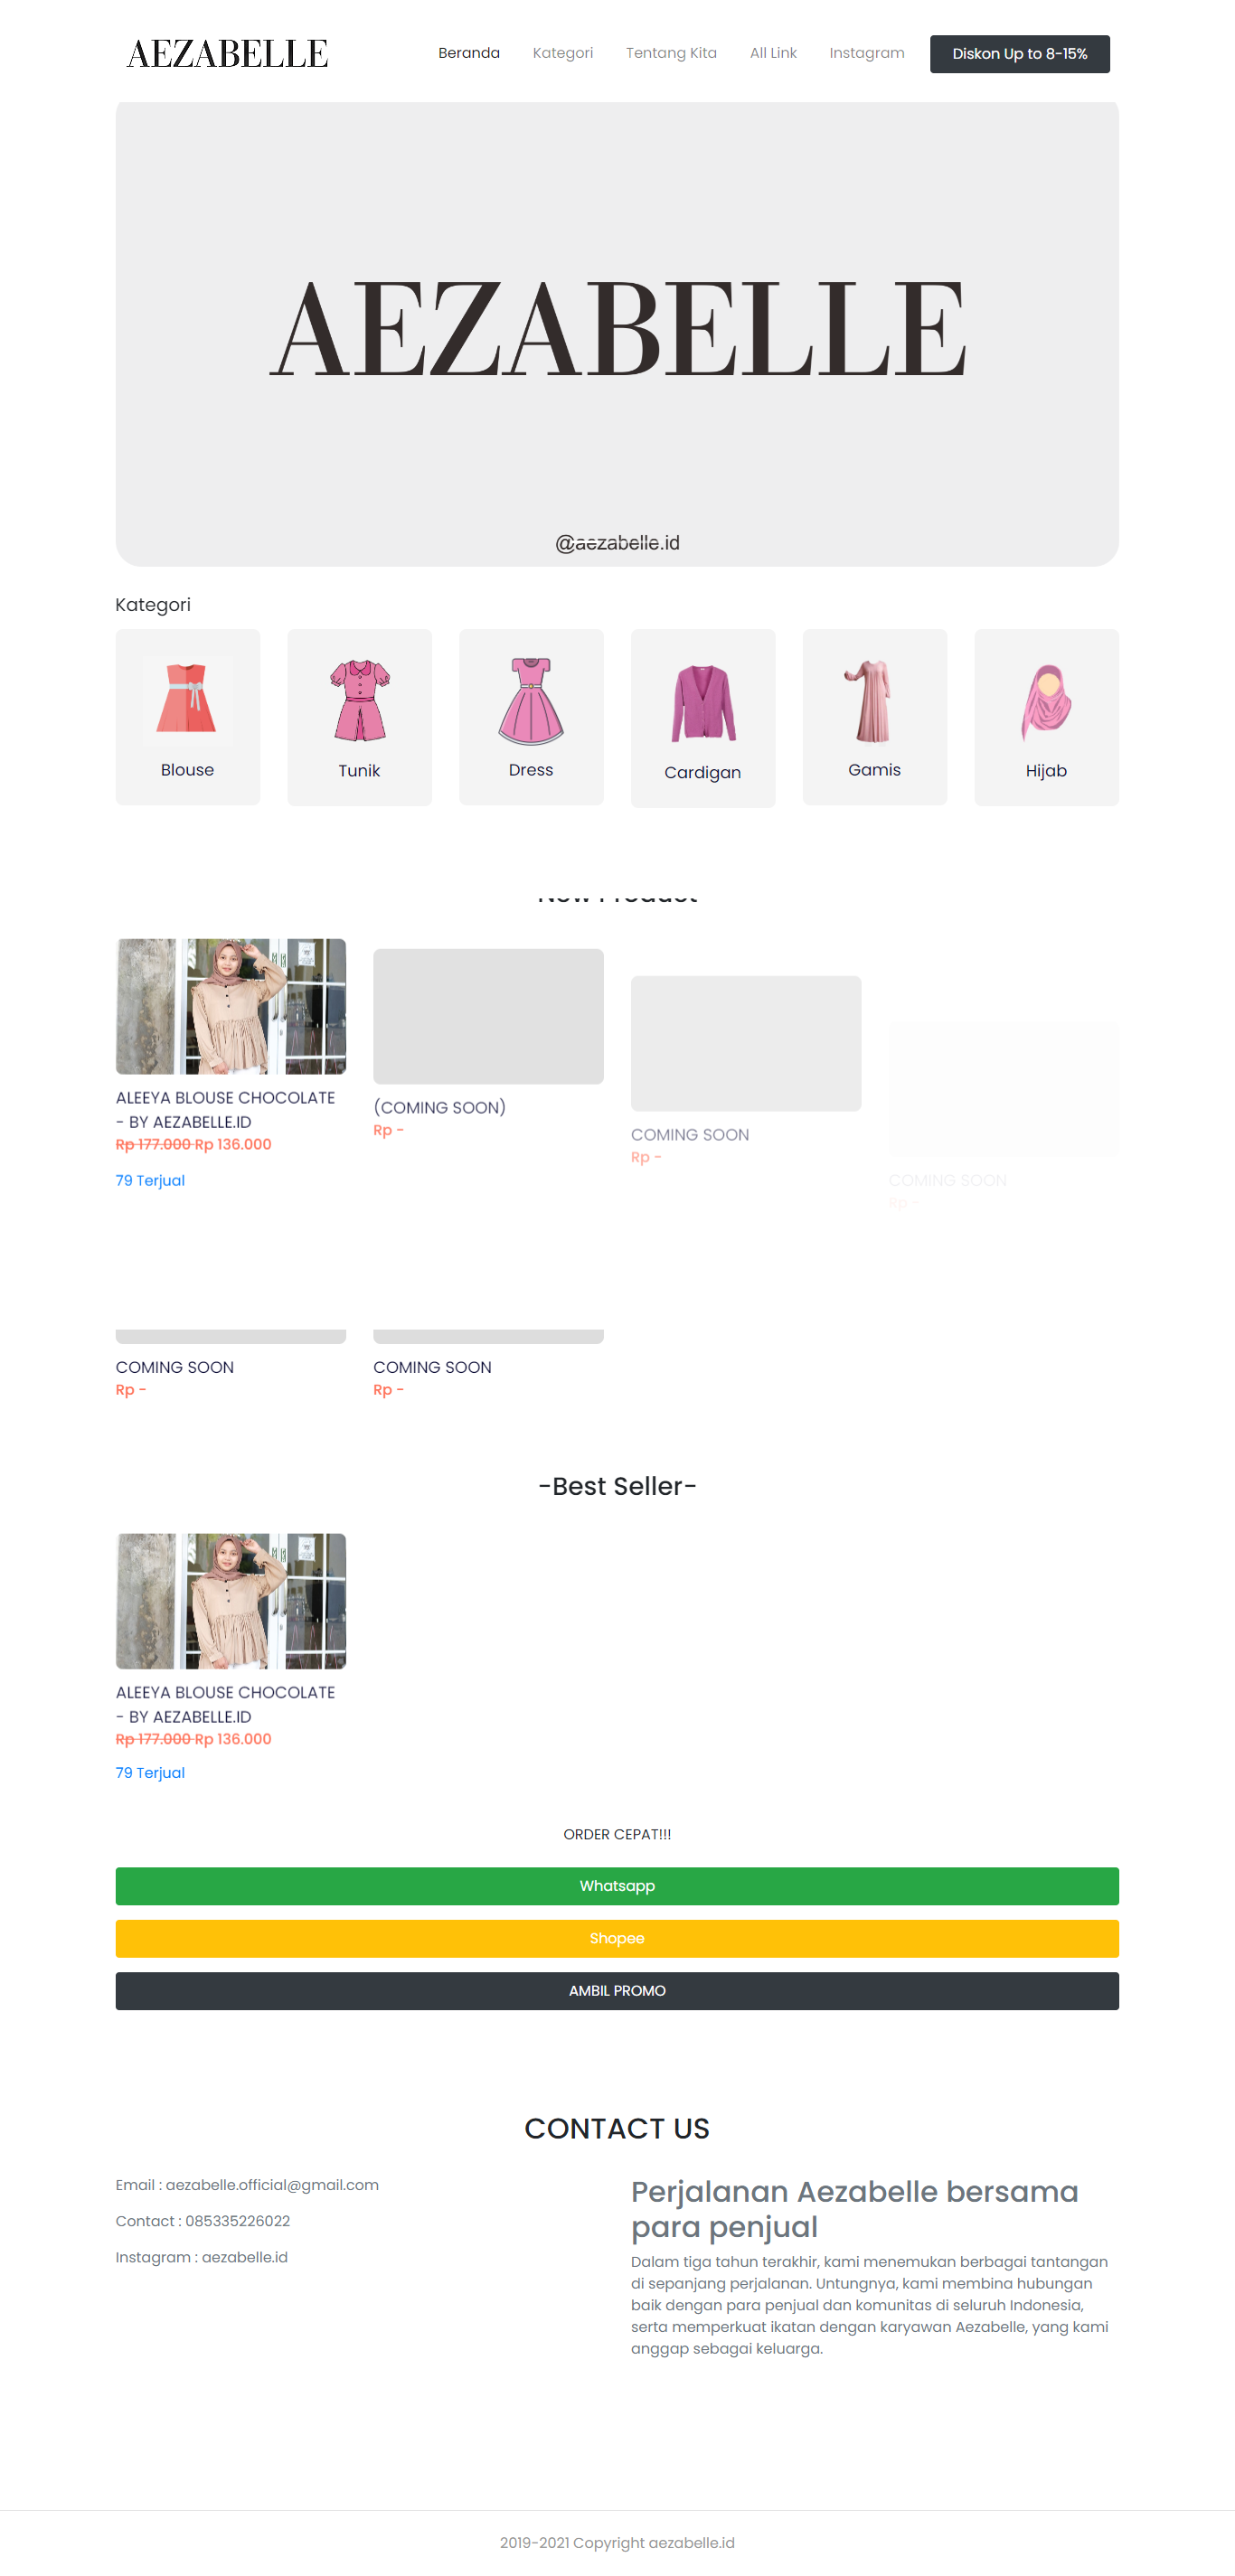 AEZABELLE
Beranda Kategori Tentang Kita All Link Instagram Diskon Up to 8-15%
AEZABELLE
@aezabelle.id
Kategori
Blouse Tunik Dress Cardigan Gamis Hijab
New Product
ALEEYA BLOUSE CHOCOLATE
- BY AEZABELLE.ID
Rp 177.000 Rp 136.000
79 Terjual
(COMING SOON)
Rp -
COMING SOON
Rp -
COMING SOON
Rp -
COMING SOON
Rp -
COMING SOON
Rp -
-Best Seller-
ALEEYA BLOUSE CHOCOLATE
- BY AEZABELLE.ID
Rp 177.000 Rp 136.000
79 Terjual
ORDER CEPAT!!!
Whatsapp
Shopee
AMBIL PROMO
CONTACT US
Email : aezabelle.official@gmail.com
Contact : 085335226022
Instagram : aezabelle.id
Perjalanan Aezabelle bersama
para penjual
Dalam tiga tahun terakhir, kami menemukan berbagai tantangan
di sepanjang perjalanan. Untungnya, kami membina hubungan
baik dengan para penjual dan komunitas di seluruh Indonesia,
serta memperkuat ikatan dengan karyawan Aezabelle, yang kami
anggap sebagai keluarga.
2019-2021 Copyright aezabelle.id